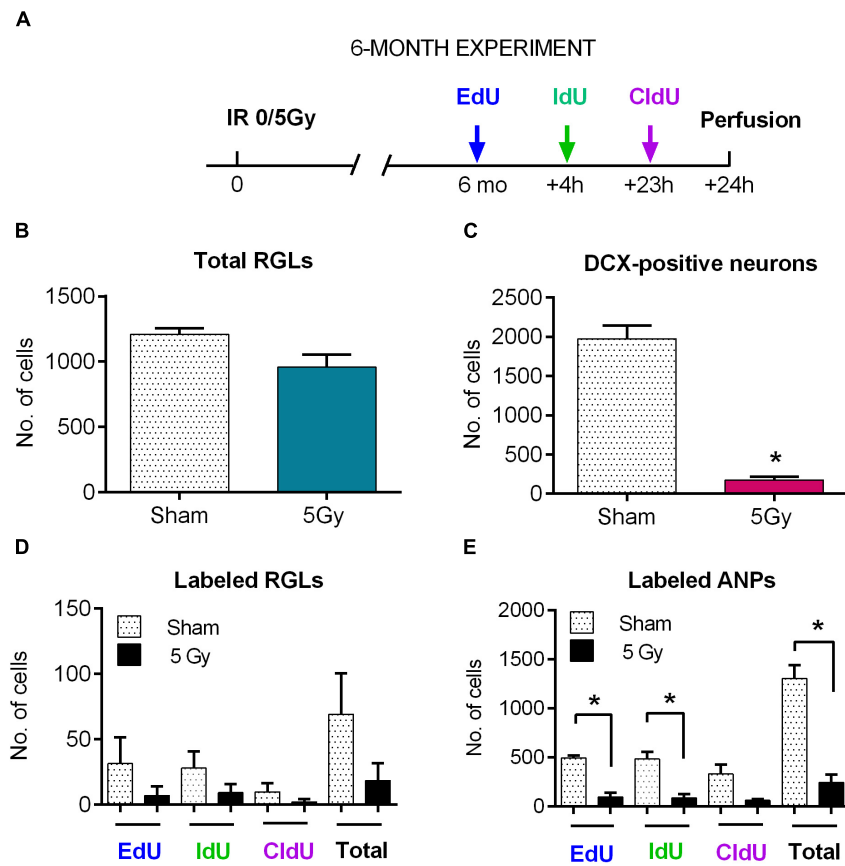 A
6-MONTH EXPERIMENT
EdU IdU CldU
IR 0/5Gy Perfusion
0 6 mo +4h +23h +24h
B
Total RGLs
No. of cells
1500
1000
500
0
Sham 5Gy
C
DCX-positive neurons
No. of cells
2500
2000
1500
1000
500
0
*
Sham 5Gy
D
Labeled RGLs
No. of cells
150
100
50
0
Sham
5 Gy
EdU IdU CldU Total
E
Labeled ANPs
No. of cells
2000
1500
1000
500
0
Sham
5 Gy
* * *
EdU IdU CldU Total